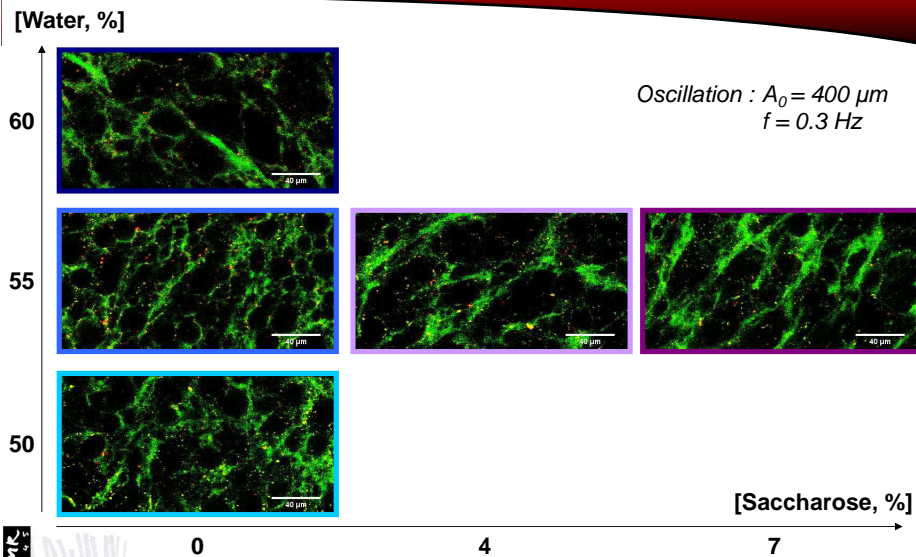 [Water, %]
Oscillation : A0 = 400 µm
f = 0.3 Hz
60
40 µm
55
40 µm
40 µm
40 µm
50
40 µm
[Saccharose, %]
0
4
7